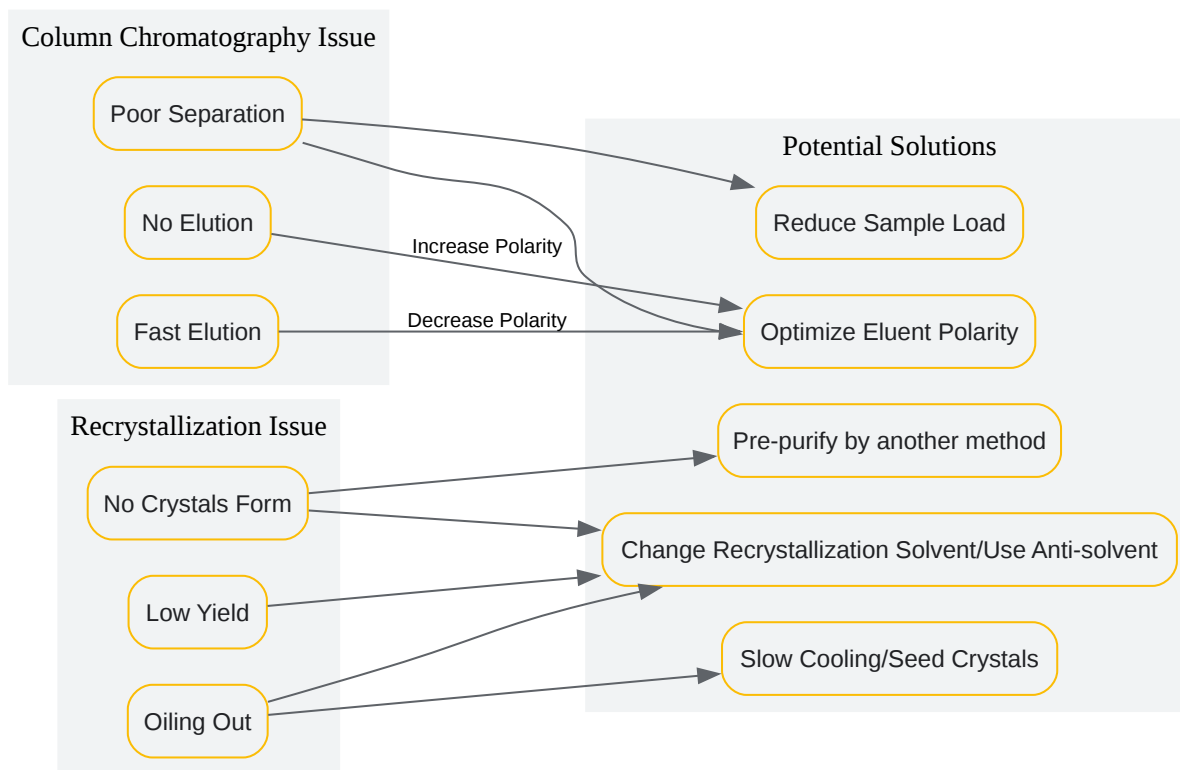 Column Chromatography Issue
Poor Separation
No Elution
Fast Elution
Increase Polarity
Decrease Polarity
Recrystallization Issue
No Crystals Form
Low Yield
Oiling Out
Potential Solutions
Reduce Sample Load
Optimize Eluent Polarity
Pre-purify by another method
Change Recrystallization Solvent/Use Anti-solvent
Slow Cooling/Seed Crystals